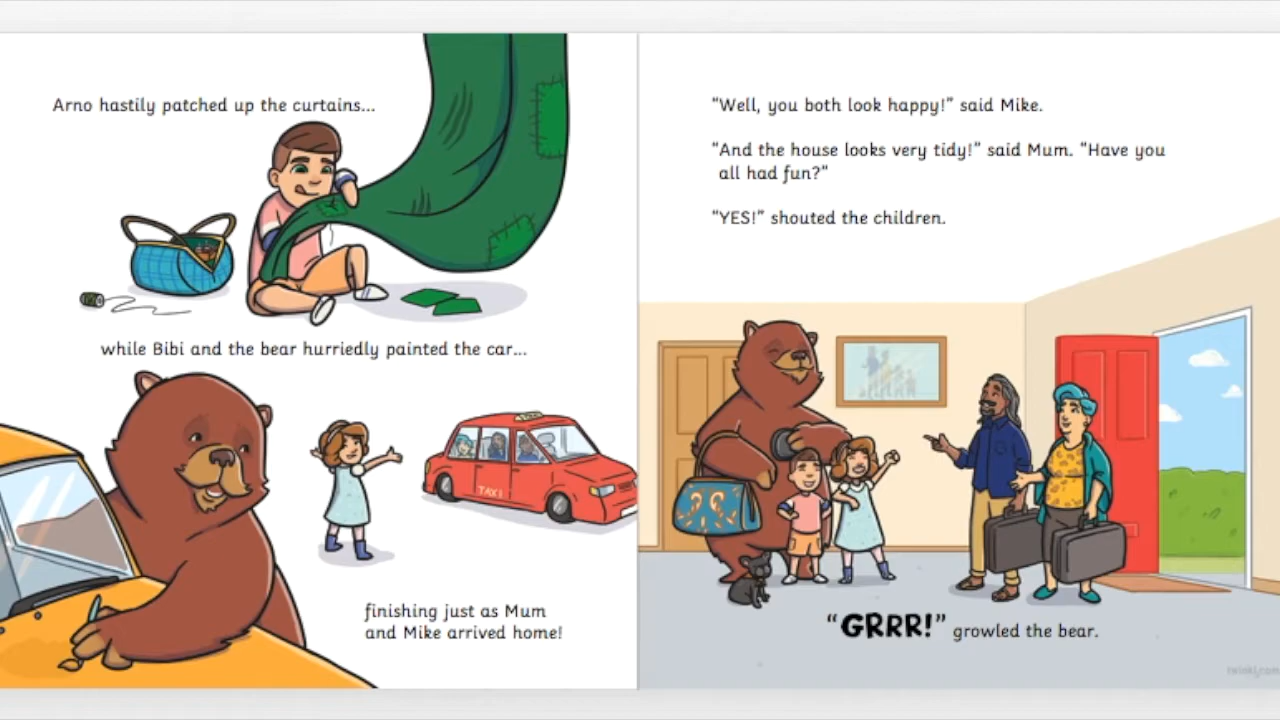 Arno hastily patched up the curtains...
while Bibi and the bear hurriedly painted the car...
TAXI
finishing just as Mum
and Mike arrived home!
“Well, you both look happy!” said Mike.
“And the house looks very tidy!” said Mum. “Have you
all had fun?”
“YES!” shouted the children.
“GRRR!” growled the bear.
twinkl.com